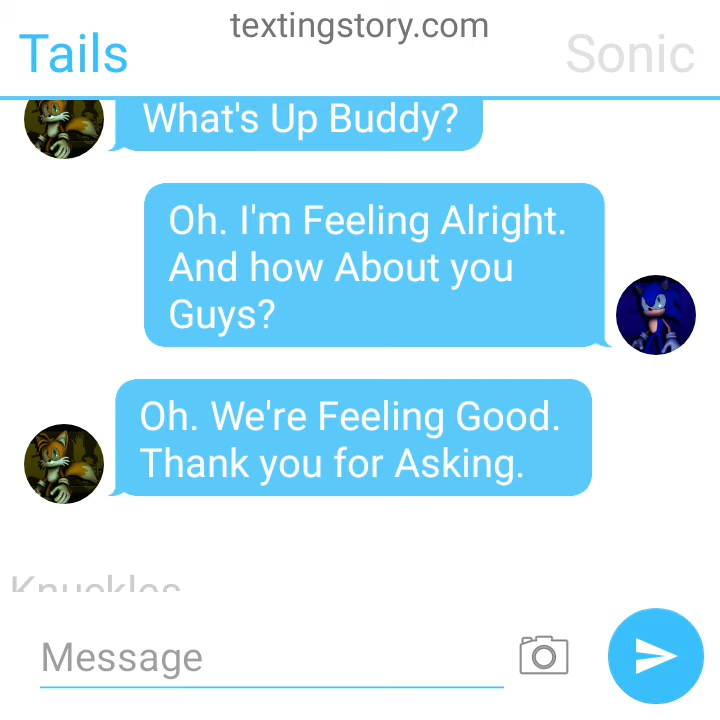 textingstory.com
Tails
Sonic
What's Up Buddy?
Oh. I'm Feeling Alright.
And how About you
Guys?
Oh. We're Feeling Good.
Thank you for Asking.
Knuckles
Message